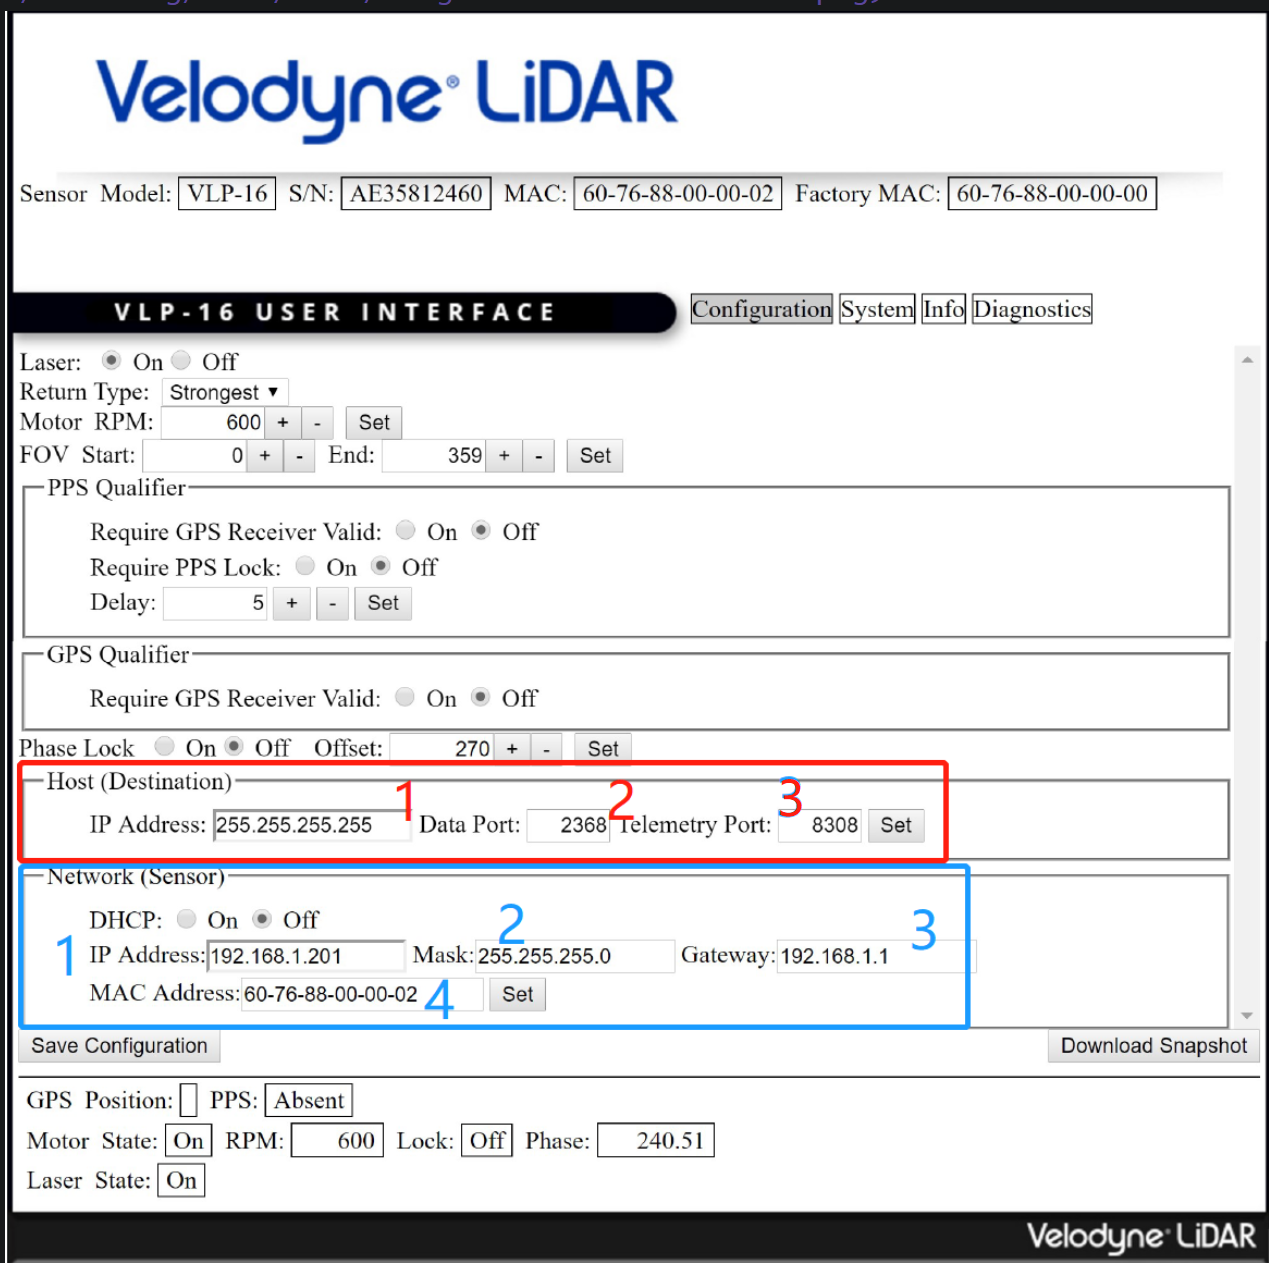 Velodyne® LiDAR
Sensor Model: VLP-16 S/N: AE35812460 MAC: 60-76-88-00-00-02 Factory MAC: 60-76-88-00-00-00
VLP-16 USER INTERFACE Configuration System Info Diagnostics
Laser: On Off
Return Type: Strongest
Motor RPM: 600 + - Set
FOV Start: 0 + - End: 359 + - Set
PPS Qualifier
Require GPS Receiver Valid: On Off
Require PPS Lock: On Off
Delay: 5 + - Set
GPS Qualifier
Require GPS Receiver Valid: On Off
Phase Lock On Off Offset: 270 + - Set
Host (Destination) 1 2 3
IP Address: 255.255.255.255 Data Port: 2368 Telemetry Port: 8308 Set
Network (Sensor)
DHCP: On Off 2 3
1 IP Address: 192.168.1.201 Mask: 255.255.255.0 Gateway: 192.168.1.1
MAC Address: 60-76-88-00-00-02 4 Set
Save Configuration Download Snapshot
GPS Position: PPS: Absent
Motor State: On RPM: 600 Lock: Off Phase: 240.51
Laser State: On
Velodyne LiDAR